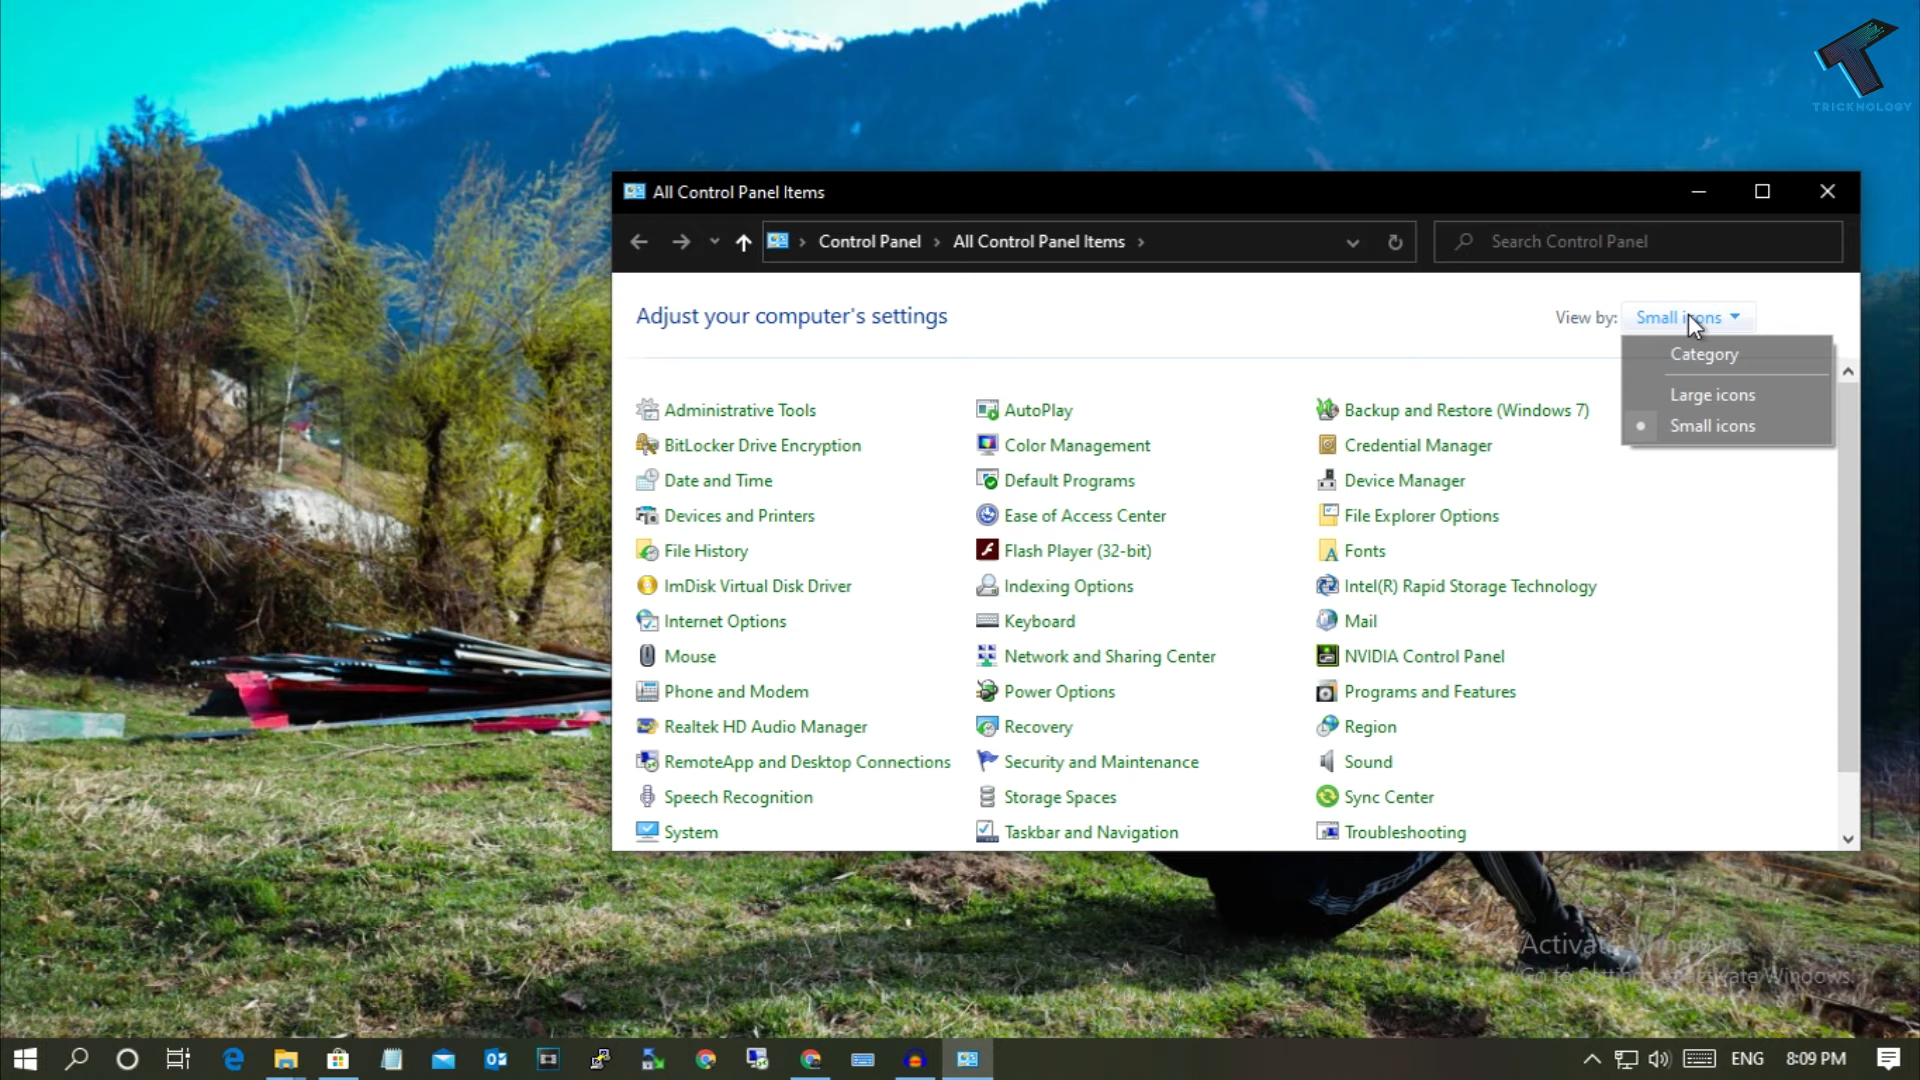 TRICKNOLOGY
All Control Panel Items
Control Panel
All Control Panel Items
Search Control Panel
Adjust your computer's settings
View by: Small icons
Category
Large icons
Small icons
Administrative Tools
AutoPlay
Backup and Restore (Windows 7)
BitLocker Drive Encryption
Color Management
Credential Manager
Date and Time
Default Programs
Device Manager
Devices and Printers
Ease of Access Center
File Explorer Options
File History
Flash Player (32-bit)
Fonts
ImDisk Virtual Disk Driver
Indexing Options
Intel(R) Rapid Storage Technology
Internet Options
Keyboard
Mail
Mouse
Network and Sharing Center
NVIDIA Control Panel
Phone and Modem
Power Options
Programs and Features
Realtek HD Audio Manager
Recovery
Region
RemoteApp and Desktop Connections
Security and Maintenance
Sound
Speech Recognition
Storage Spaces
Sync Center
System
Taskbar and Navigation
Troubleshooting
Activate Windows
Go to Settings to activate Windows.
ENG
8:09 PM